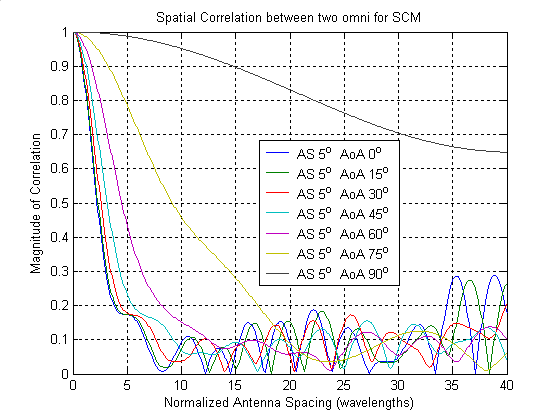 Spatial Correlation between two omni for SCM
1
0.9
0.8
0.7
0.6
0.5
0.4
0.3
0.2
0.1
0
Magnitude of Correlation
AS 5° AoA 0°
AS 5° AoA 15°
AS 5° AoA 30°
AS 5° AoA 45°
AS 5° AoA 60°
AS 5° AoA 75°
AS 5° AoA 90°
0 5 10 15 20 25 30 35 40
Normalized Antenna Spacing (wavelengths)